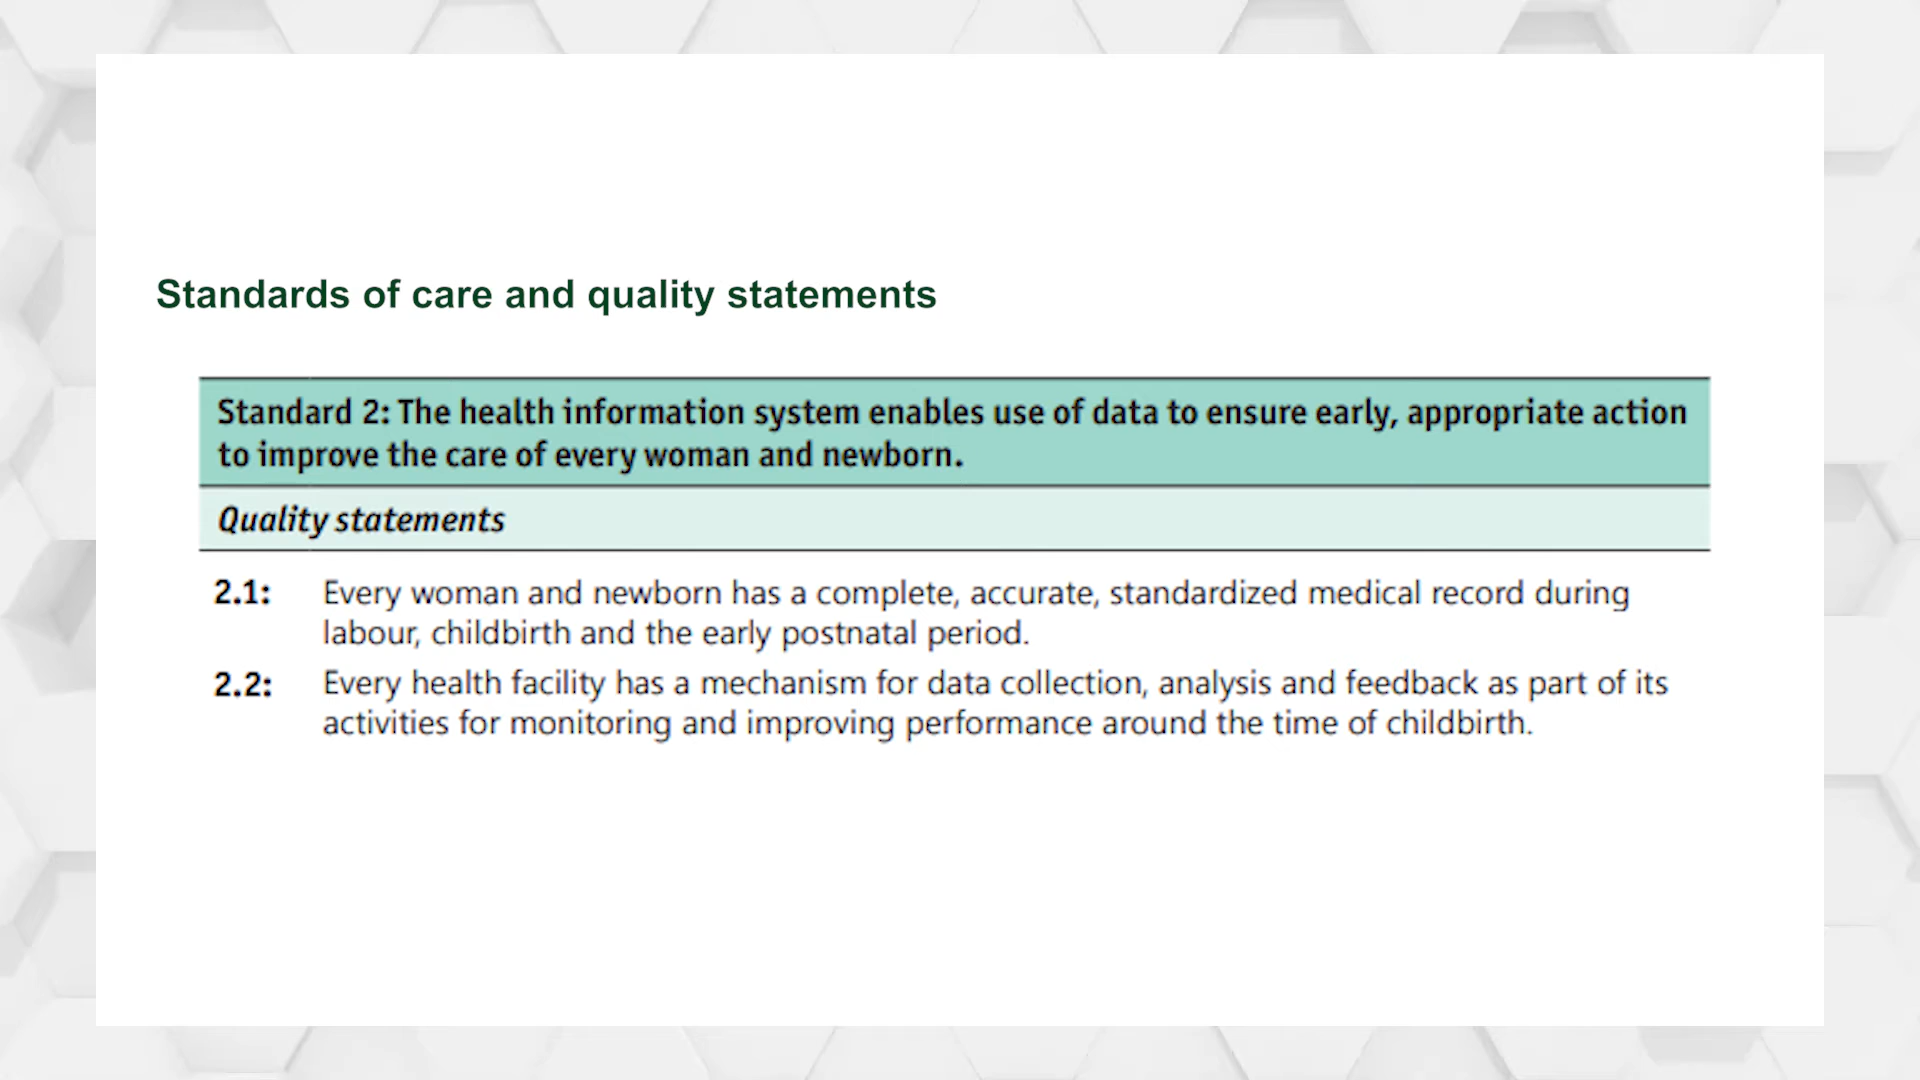 Standards of care and quality statements
Standard 2: The health information system enables use of data to ensure early, appropriate action
to improve the care of every woman and newborn.
Quality statements
2.1: Every woman and newborn has a complete, accurate, standardized medical record during
labour, childbirth and the early postnatal period.
2.2: Every health facility has a mechanism for data collection, analysis and feedback as part of its
activities for monitoring and improving performance around the time of childbirth.